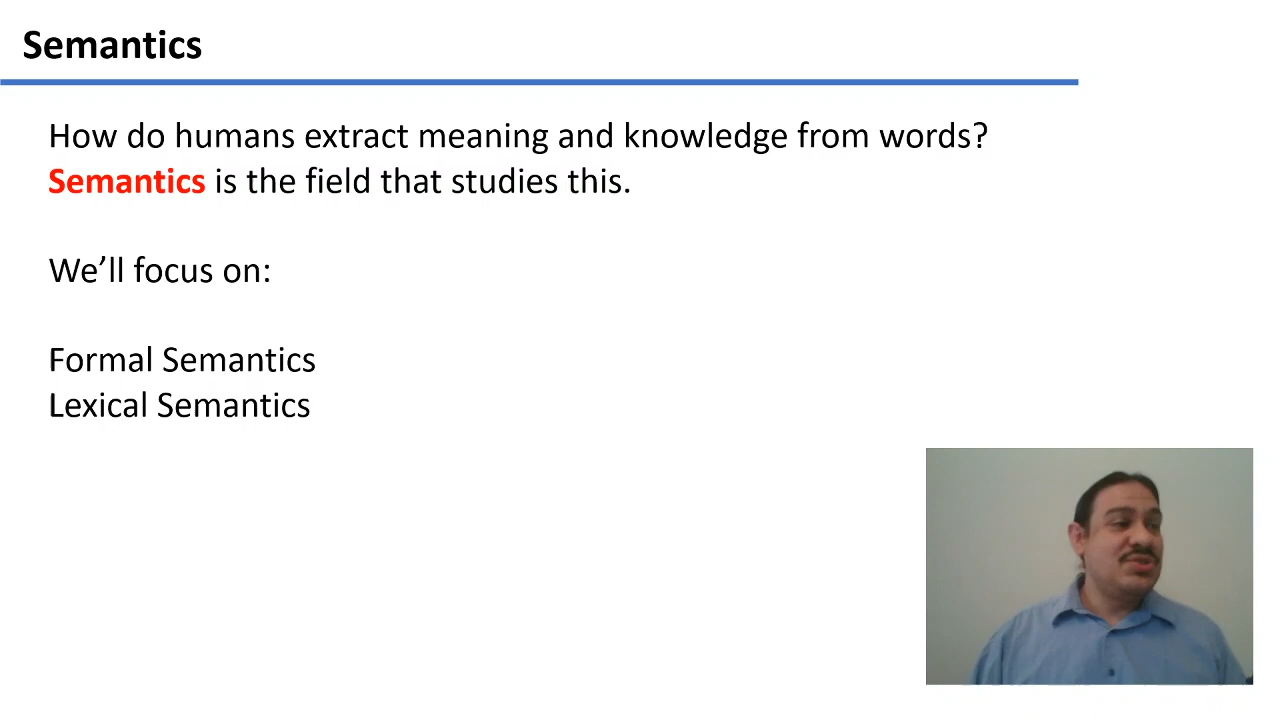 Semantics
How do humans extract meaning and knowledge from words?
Semantics is the field that studies this.
We’ll focus on:
Formal Semantics
Lexical Semantics